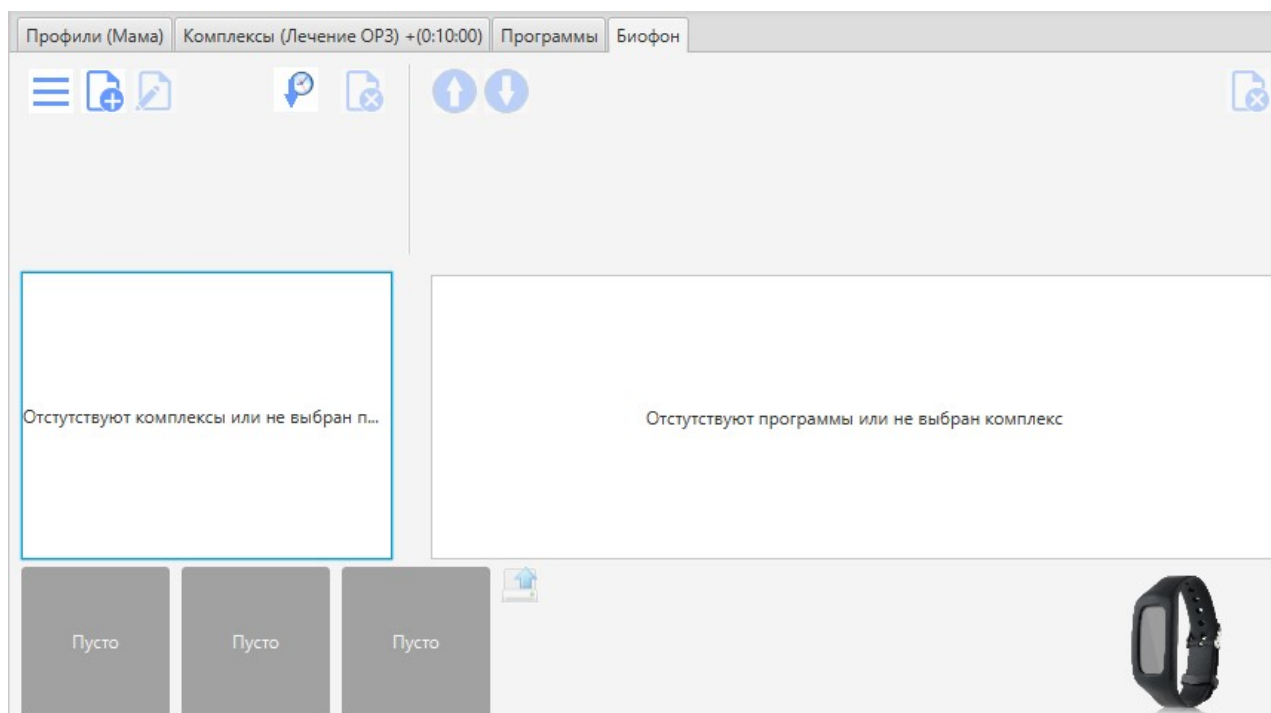 Профили (Мама) Комплексы (Лечение ОРЗ) +(0:10:00) Программы Биофон
Отстутствуют комплексы или не выбран п...
Отстутствуют программы или не выбран комплекс
Пусто Пусто Пусто